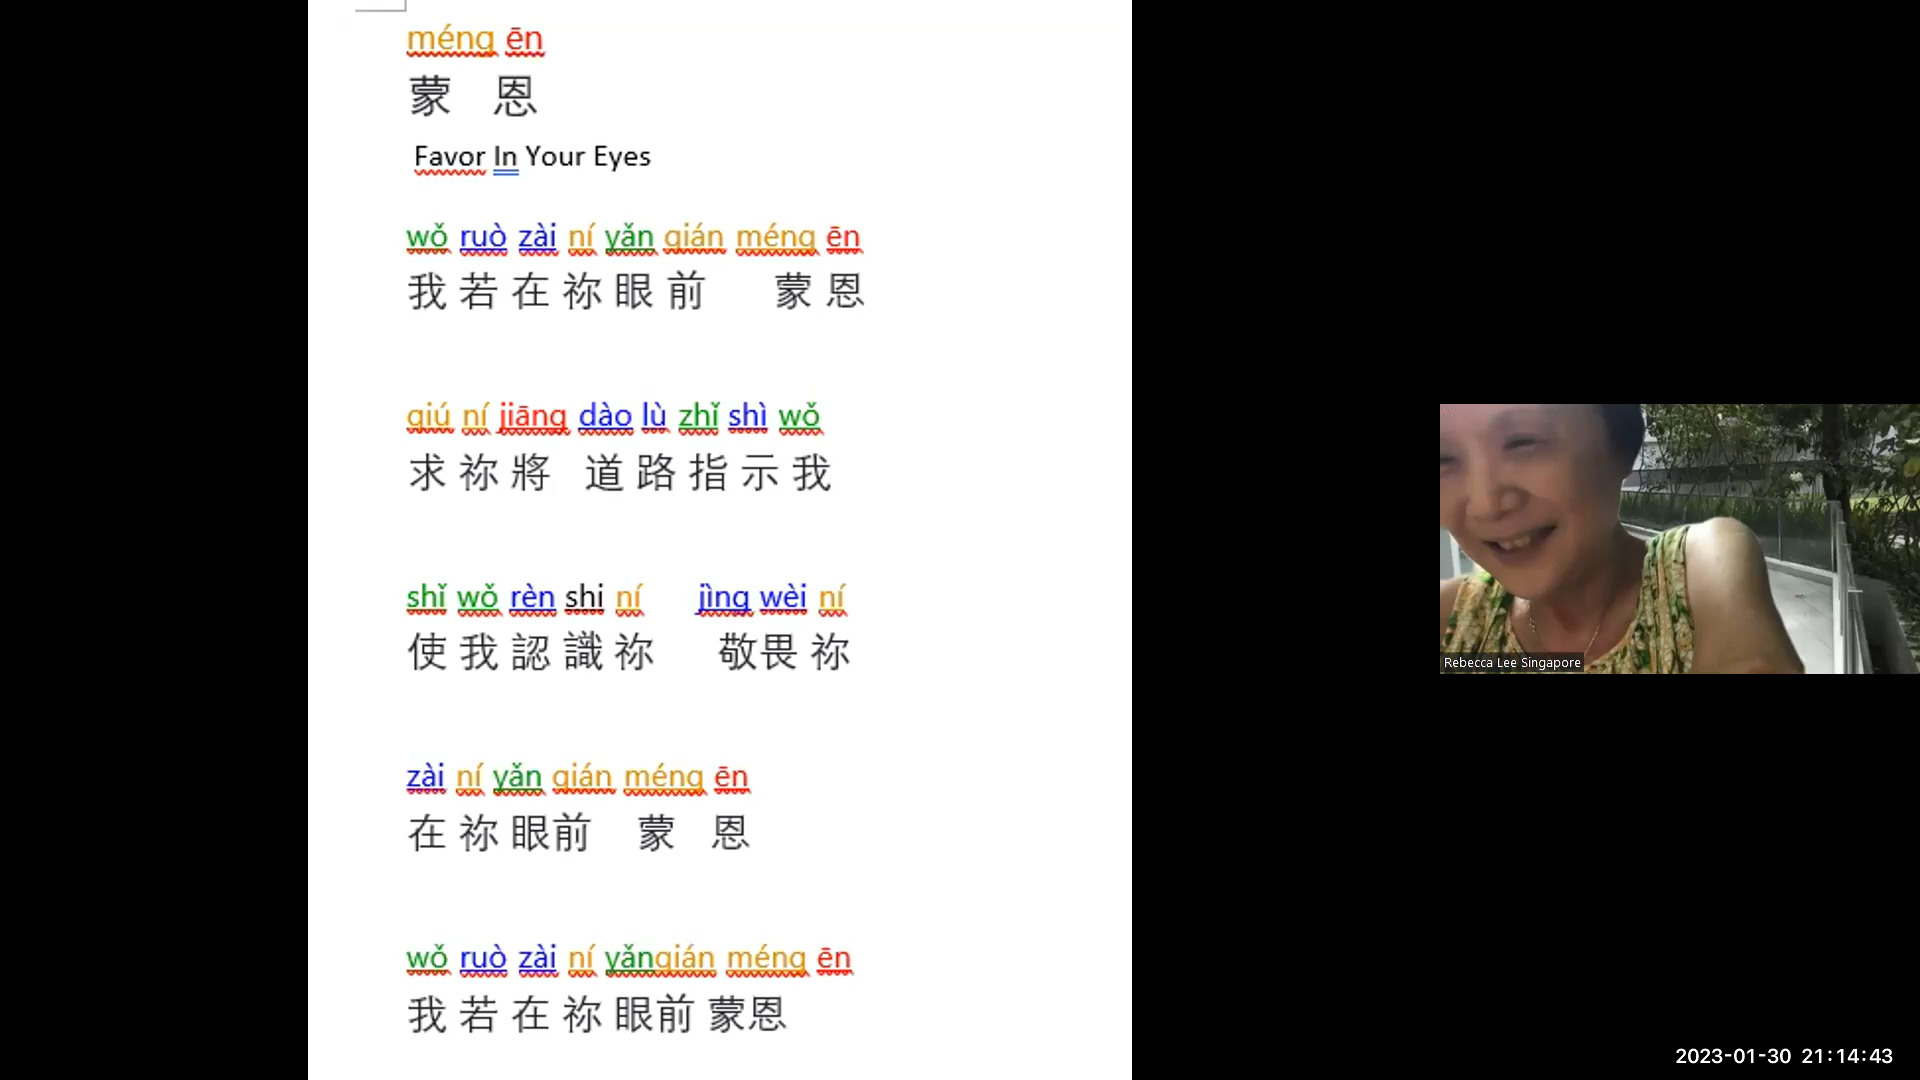 méng ēn
蒙 恩
Favor In Your Eyes
wǒ ruò zài ní yǎn qián méng ēn
我 若 在 祢 眼 前 蒙 恩
qiú ní jiāng dào lù zhǐ shì wǒ
求 祢 將 道 路 指 示 我
shǐ wǒ rèn shi ní jìng wèi ní
使 我 認 識 祢 敬畏 祢
zài ní yǎn qián méng ēn
在 祢 眼前 蒙 恩
wǒ ruò zài ní yǎnqián méng ēn
我 若 在 祢 眼前 蒙恩
Rebecca Lee Singapore
2023-01-30 21:14:43